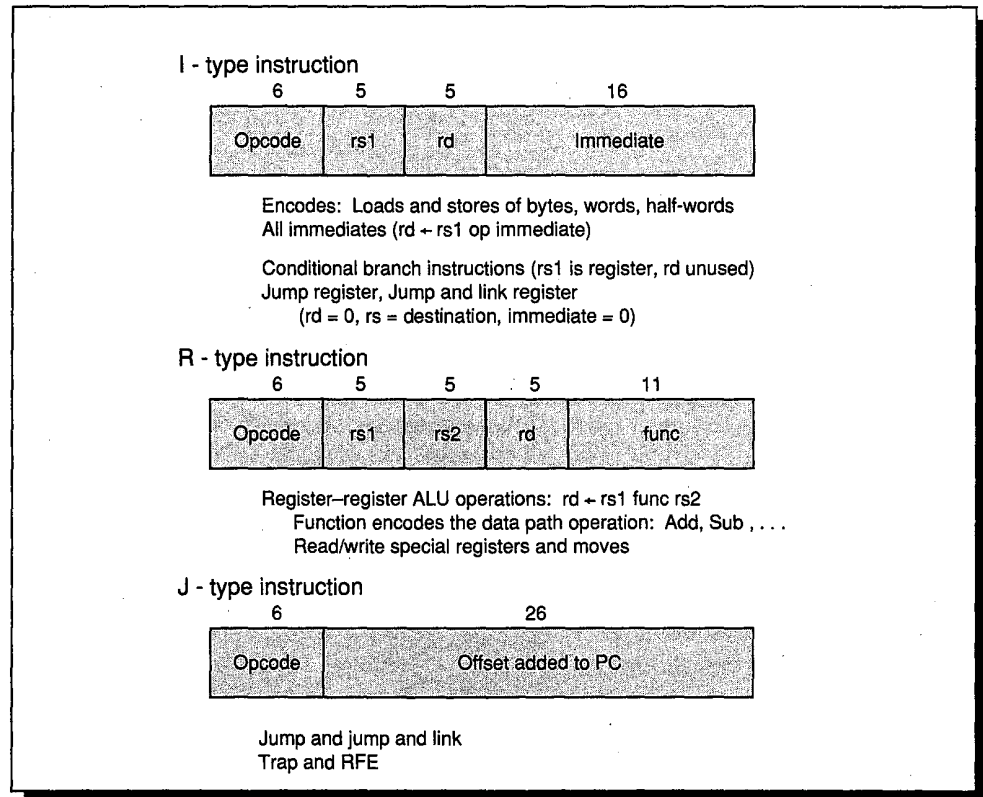 I - type instruction
6 5 5 16
Opcode rs1 rd Immediate
Encodes: Loads and stores of bytes, words, half-words
All immediates (rd ← rs1 op immediate)
Conditional branch instructions (rs1 is register, rd unused)
Jump register, Jump and link register
(rd = 0, rs = destination, immediate = 0)
R - type instruction
6 5 5 5 11
Opcode rs1 rs2 rd func
Register–register ALU operations: rd ← rs1 func rs2
Function encodes the data path operation: Add, Sub , . . .
Read/write special registers and moves
J - type instruction
6 26
Opcode Offset added to PC
Jump and jump and link
Trap and RFE